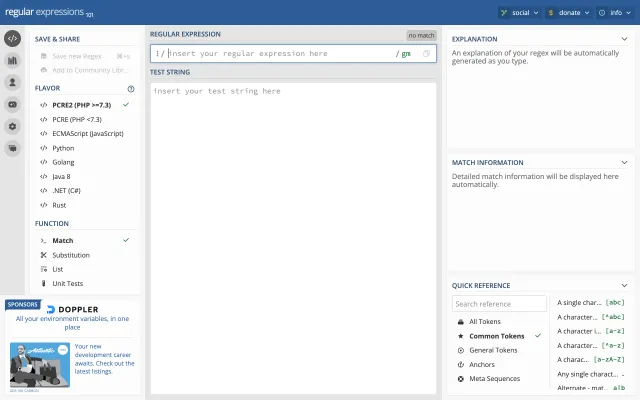 regular expressions 101
social
donate
info
SAVE & SHARE
Save new Regex ⌘+s
Add to Community Libr...
FLAVOR
</> PCRE2 (PHP >=7.3)
</> PCRE (PHP <7.3)
</> ECMAScript (JavaScript)
</> Python
</> Golang
</> Java 8
</> .NET (C#)
</> Rust
FUNCTION
Match
Substitution
List
Unit Tests
SPONSORS
DOPPLER
All your environment variables, in one
place
Your new
development career
awaits. Check out the
latest listings.
REGULAR EXPRESSION
no match
/ insert your regular expression here / gm
TEST STRING
insert your test string here
EXPLANATION
An explanation of your regex will be automatically
generated as you type.
MATCH INFORMATION
Detailed match information will be displayed here
automatically.
QUICK REFERENCE
Search reference
All Tokens
Common Tokens
General Tokens
Anchors
Meta Sequences
A single char... [abc]
A character... [^abc]
A character i... [a-z]
A character... [^a-z]
A charac... [a-zA-Z]
Any single charact... .
Alternate - mat... a|b